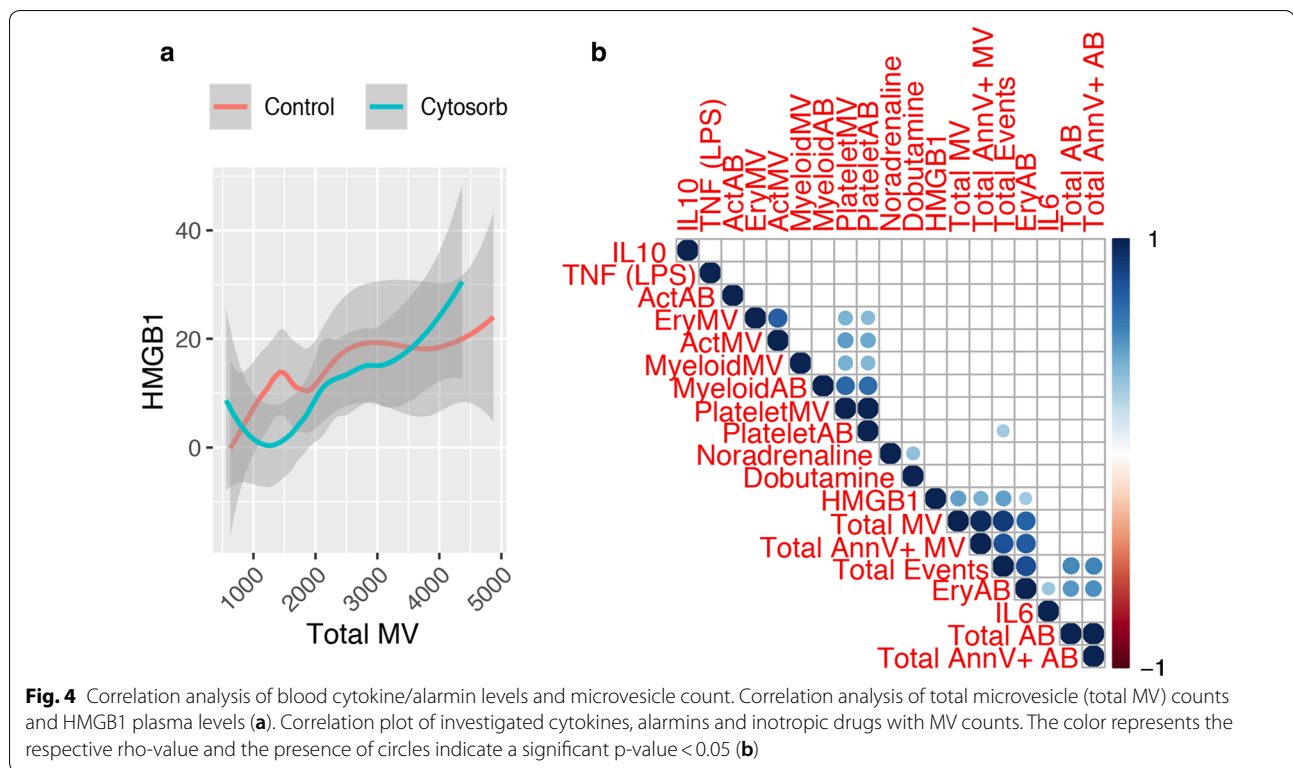 a
Control
Cytosorb
HMGB1
40
20
0
1000
2000
3000
4000
5000
Total MV
b
IL10
TNF (LPS)
ActAB
EryMV
ActMV
MyeloidMV
MyeloidAB
PlateletMV
PlateletAB
Noradrenaline
Dobutamine
HMGB1
Total MV
Total AnnV+ MV
Total Events
EryAB
IL6
Total AB
Total AnnV+ AB
IL10
TNF (LPS)
ActAB
EryMV
ActMV
MyeloidMV
MyeloidAB
PlateletMV
PlateletAB
Noradrenaline
Dobutamine
HMGB1
Total MV
Total AnnV+ MV
Total Events
EryAB
IL6
Total AB
Total AnnV+ AB
1
−1
Fig. 4 Correlation analysis of blood cytokine/alarmin levels and microvesicle count. Correlation analysis of total microvesicle (total MV) counts
and HMGB1 plasma levels (a). Correlation plot of investigated cytokines, alarmins and inotropic drugs with MV counts. The color represents the
respective rho-value and the presence of circles indicate a significant p-value < 0.05 (b)